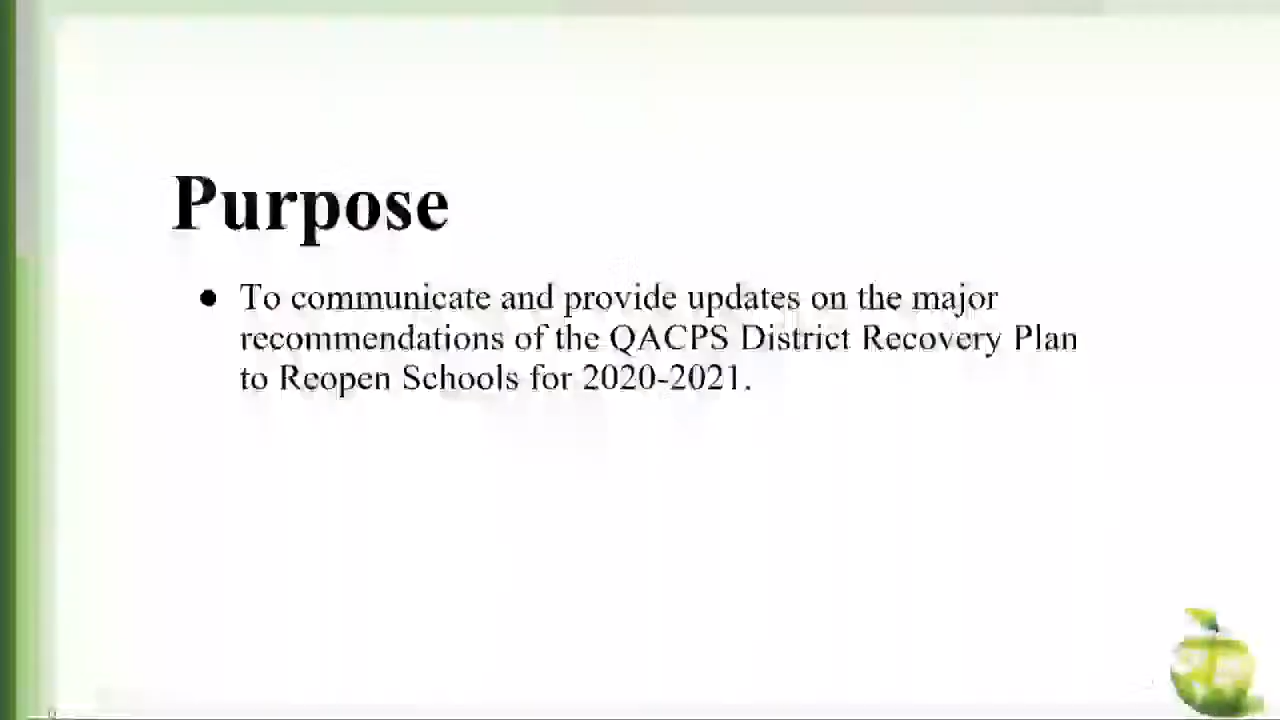 Purpose
● To communicate and provide updates on the major
recommendations of the QACPS District Recovery Plan
to Reopen Schools for 2020-2021.